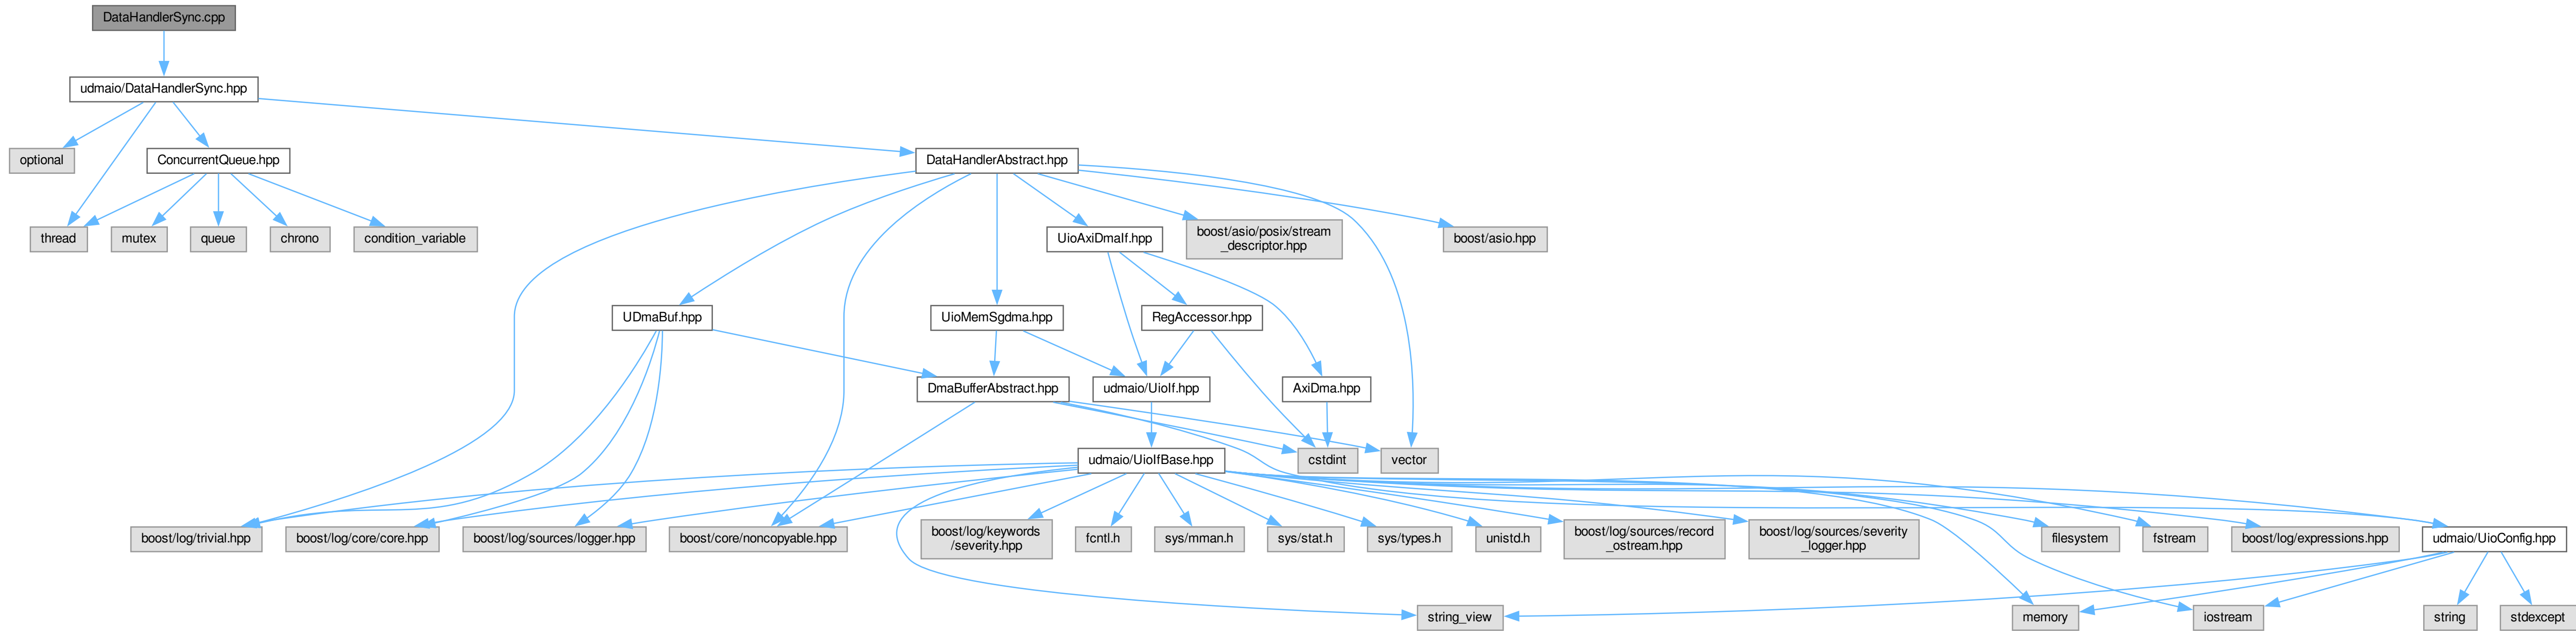 DataHandlerSync.cpp
udmaio/DataHandlerSync.hpp
optional
ConcurrentQueue.hpp
DataHandlerAbstract.hpp
thread
mutex
queue
chrono
condition_variable
UioAxiDmaIf.hpp
boost/asio/posix/stream
_descriptor.hpp
boost/asio.hpp
UDmaBuf.hpp
UioMemSgdma.hpp
RegAccessor.hpp
DmaBufferAbstract.hpp
udmaio/UioIf.hpp
AxiDma.hpp
udmaio/UioIfBase.hpp
cstdint
vector
boost/log/trivial.hpp
boost/log/core/core.hpp
boost/log/sources/logger.hpp
boost/core/noncopyable.hpp
boost/log/keywords
/severity.hpp
fcntl.h
sys/mman.h
sys/stat.h
sys/types.h
unistd.h
boost/log/sources/record
_ostream.hpp
boost/log/sources/severity
_logger.hpp
filesystem
fstream
boost/log/expressions.hpp
udmaio/UioConfig.hpp
string_view
memory
iostream
string
stdexcept